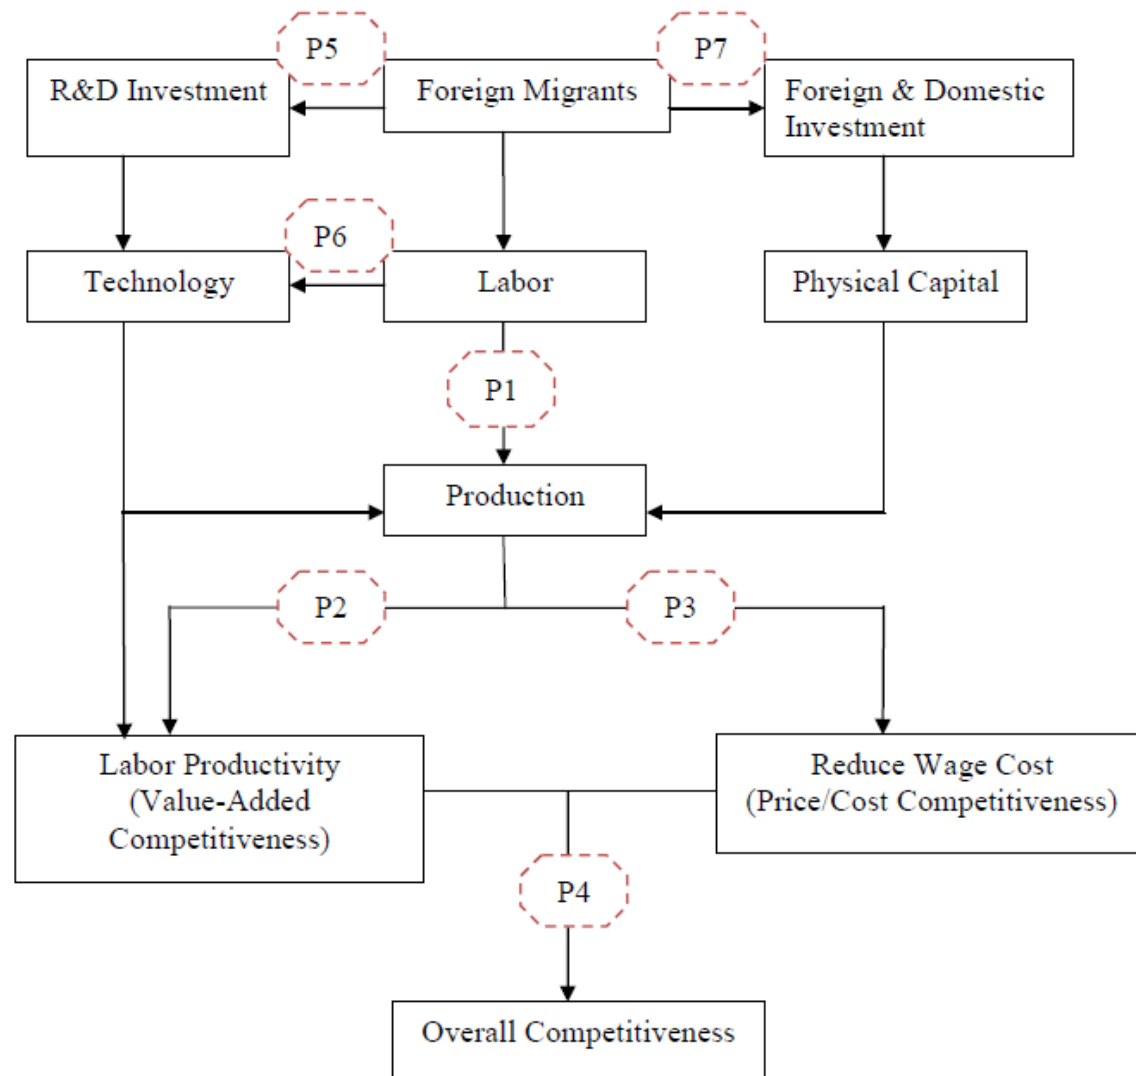 P5
P7
R&D Investment
Foreign Migrants
Foreign & Domestic
Investment
P6
Technology
Labor
Physical Capital
P1
Production
P2
P3
Labor Productivity
(Value-Added
Competitiveness)
Reduce Wage Cost
(Price/Cost Competitiveness)
P4
Overall Competitiveness